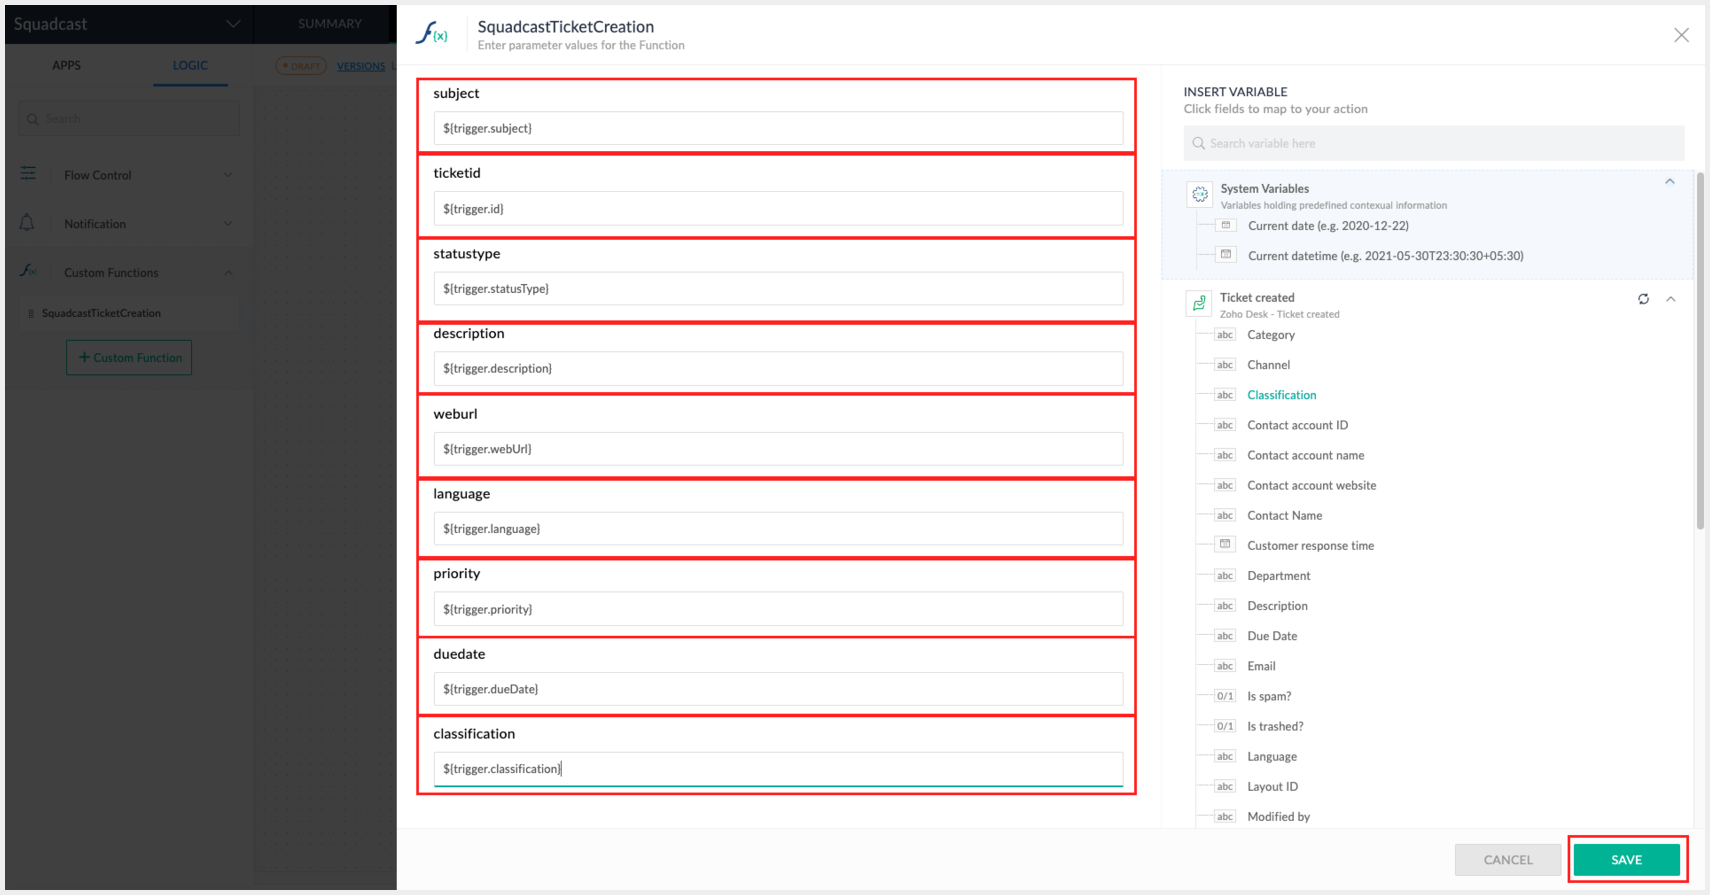 Squadcast
SUMMARY
APPS
LOGIC
DRAFT
VERSIONS
Search
Flow Control
Notification
f(x)
Custom Functions
SquadcastTicketCreation
+ Custom Function
f{x}
SquadcastTicketCreation
Enter parameter values for the Function
subject
${trigger.subject}
ticketid
${trigger.id}
statustype
${trigger.statusType}
description
${trigger.description}
weburl
${trigger.webUrl}
language
${trigger.language}
priority
${trigger.priority}
duedate
${trigger.dueDate}
classification
${trigger.classification}
INSERT VARIABLE
Click fields to map to your action
Search variable here
System Variables
Variables holding predefined contexual information
Current date (e.g. 2020-12-22)
Current datetime (e.g. 2021-05-30T23:30:30+05:30)
Ticket created
Zoho Desk - Ticket created
abc Category
abc Channel
abc Classification
abc Contact account ID
abc Contact account name
abc Contact account website
abc Contact Name
Customer response time
abc Department
abc Description
abc Due Date
abc Email
0/1 Is spam?
0/1 Is trashed?
abc Language
abc Layout ID
abc Modified by
CANCEL
SAVE